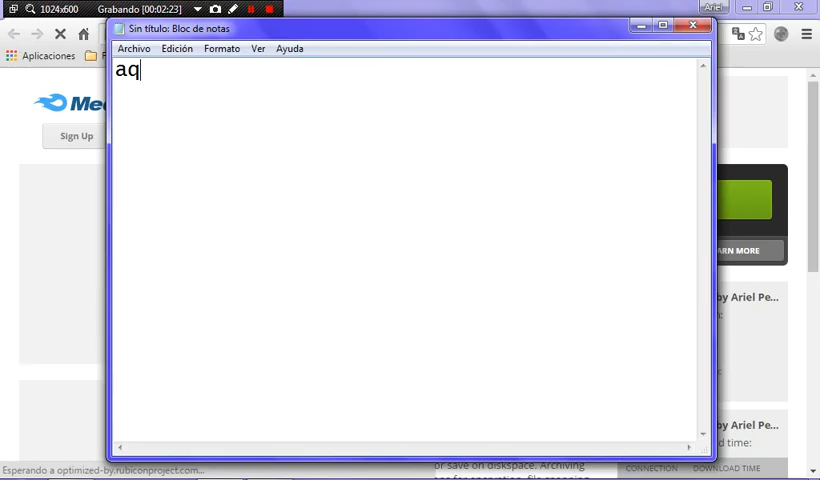 1024x600 Grabando [00:02:23] Ariel
Sin título: Bloc de notas
Archivo Edición Formato Ver Ayuda
aq
Aplicaciones
Me
Sign Up
ARN MORE
by Ariel Pe...
n:
by Ariel Pe...
d time:
or save on diskspace. Archiving
CONNECTION DOWNLOAD TIME
Esperando a optimized-by.rubiconproject.com...